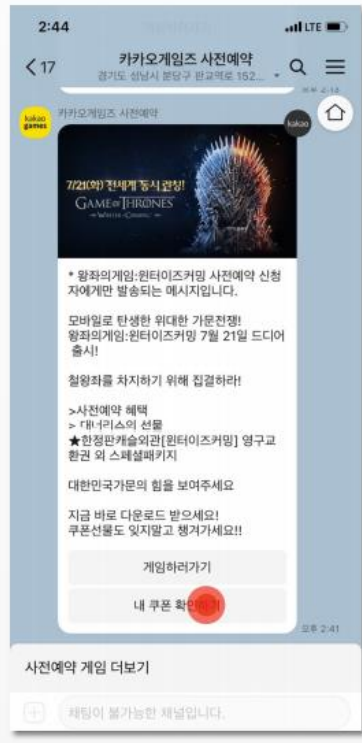 2:44
LTE
17
카카오게임즈 사전예약
경기도 성남시 분당구 판교역로 152...
kakao
games
카카오게임즈 사전예약
kakao
7/21(화) 전세계 동시 론칭!
GAME OF THRONES
WINTER IS COMING
* 왕좌의게임:윈터이즈커밍 사전예약 신청
자에게만 발송되는 메시지입니다.
모바일로 탄생한 위대한 가문전쟁!
왕좌의게임:윈터이즈커밍 7월 21일 드디어
출시!
철왕좌를 차지하기 위해 집결하라!
>사전예약 혜택
> 대너리스의 선물
★한정판캐슬외관[윈터이즈커밍] 영구교
환권 외 스페셜패키지
대한민국가문의 힘을 보여주세요
지금 바로 다운로드 받으세요!
쿠폰선물도 잊지말고 챙겨가세요!!
게임하러가기
내 쿠폰 확인하기
오후 2:41
사전예약 게임 더보기
채팅이 불가능한 채널입니다.